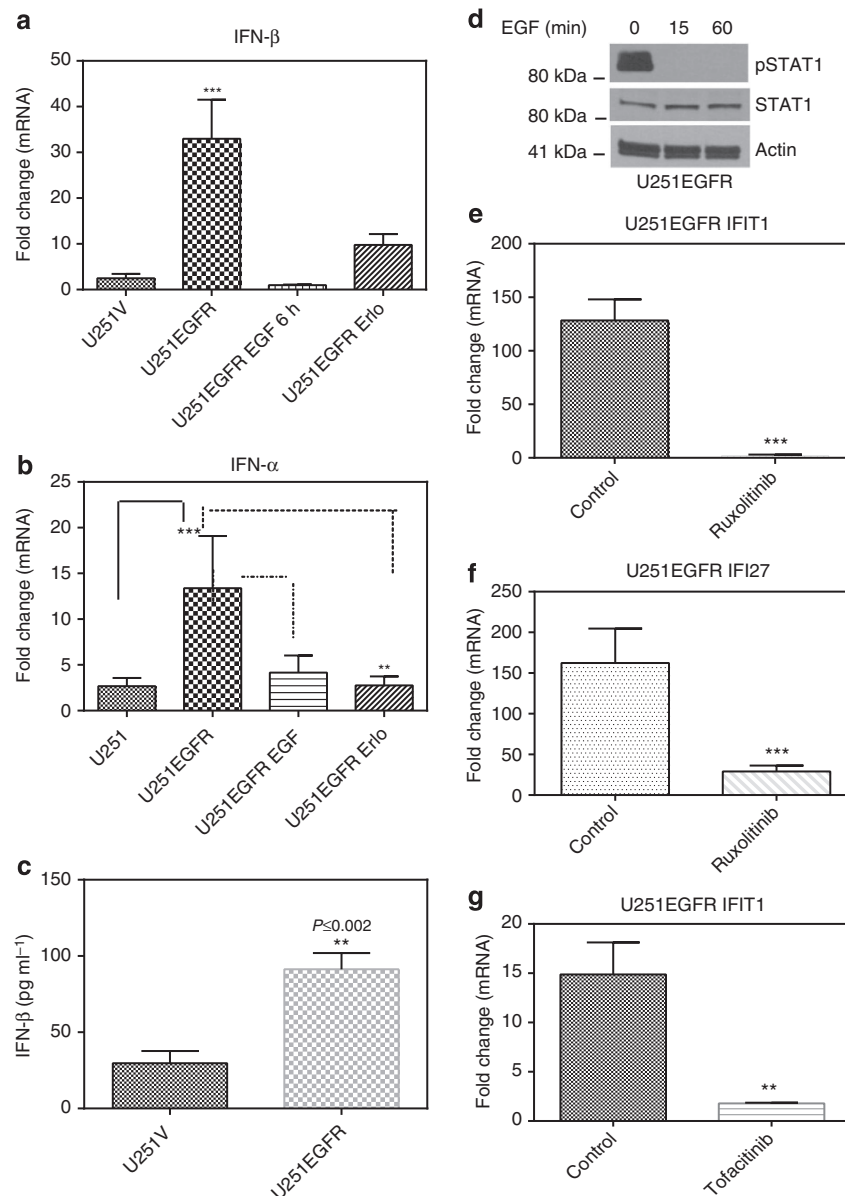 a
IFN-β
Fold change (mRNA)
50
40
30
20
10
0
***
U251V
U251EGFR
U251EGFR EGF 6 h
U251EGFR Erlo
b
IFN-α
Fold change (mRNA)
25
20
15
10
5
0
***
**
U251
U251EGFR
U251EGFR EGF
U251EGFR Erlo
c
IFN-β (pg ml⁻¹)
150
100
50
0
P≤0.002
**
U251V
U251EGFR
d
EGF (min) 0 15 60
80 kDa pSTAT1
80 kDa STAT1
41 kDa Actin
U251EGFR
e
U251EGFR IFIT1
Fold change (mRNA)
200
150
100
50
0
***
Control
Ruxolitinib
f
U251EGFR IFI27
Fold change (mRNA)
250
200
150
100
50
0
***
Control
Ruxolitinib
g
U251EGFR IFIT1
Fold change (mRNA)
20
15
10
5
0
**
Control
Tofacitinib